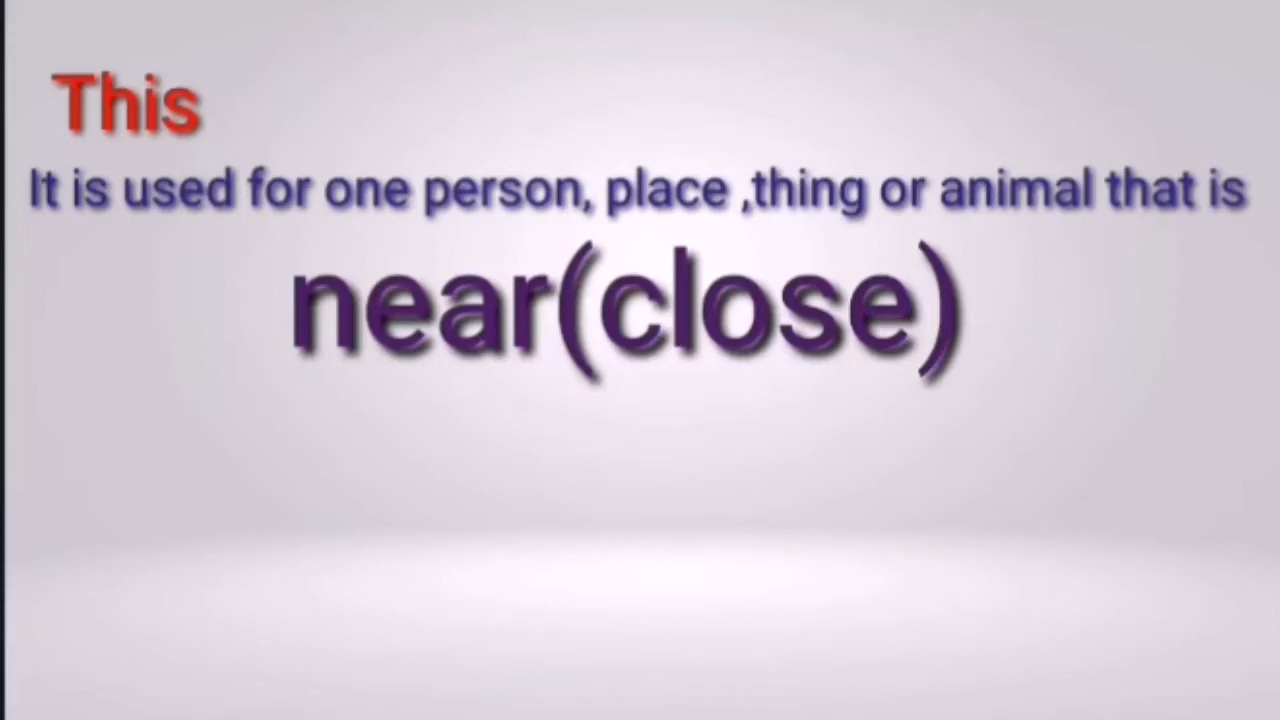 This
It is used for one person, place ,thing or animal that is
near(close)